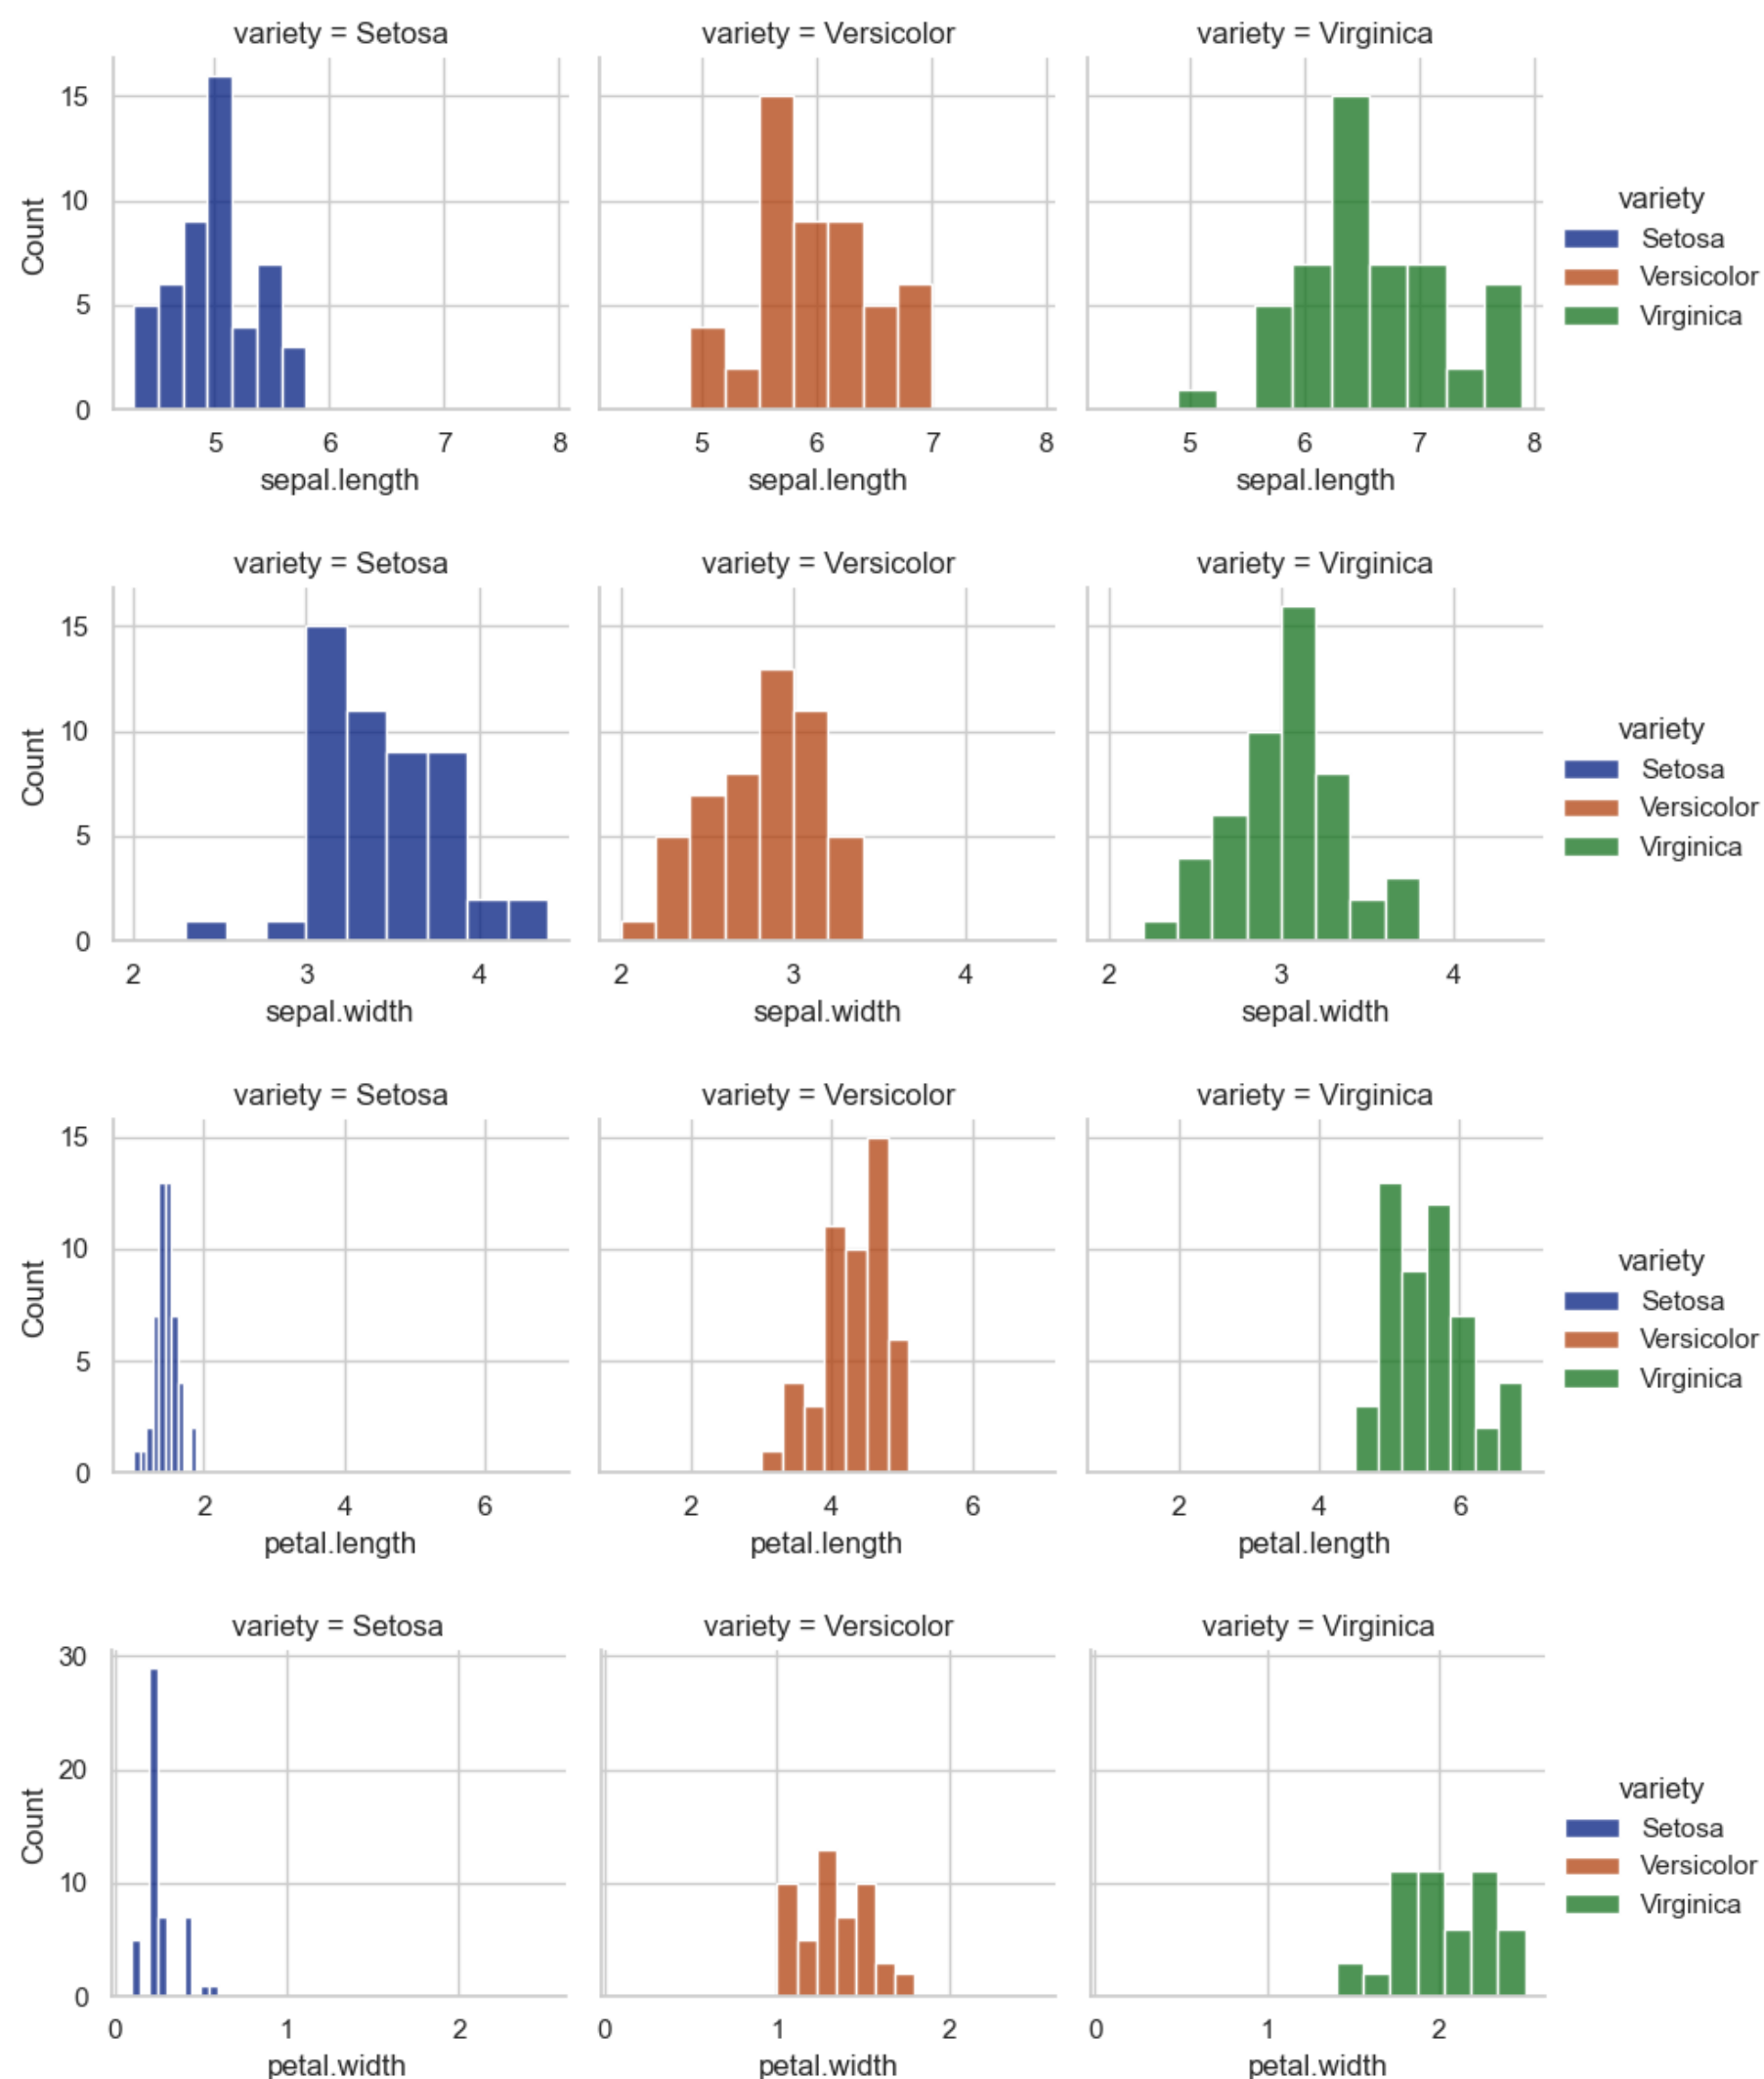 variety = Setosa
variety = Versicolor
variety = Virginica
15
10
5
0
Count
5 6 7 8
sepal.length
5 6 7 8
sepal.length
5 6 7 8
sepal.length
variety
Setosa
Versicolor
Virginica
variety = Setosa
variety = Versicolor
variety = Virginica
15
10
5
0
Count
2 3 4
sepal.width
2 3 4
sepal.width
2 3 4
sepal.width
variety
Setosa
Versicolor
Virginica
variety = Setosa
variety = Versicolor
variety = Virginica
15
10
5
0
Count
2 4 6
petal.length
2 4 6
petal.length
2 4 6
petal.length
variety
Setosa
Versicolor
Virginica
variety = Setosa
variety = Versicolor
variety = Virginica
30
20
10
0
Count
0 1 2
petal.width
0 1 2
petal.width
0 1 2
petal.width
variety
Setosa
Versicolor
Virginica